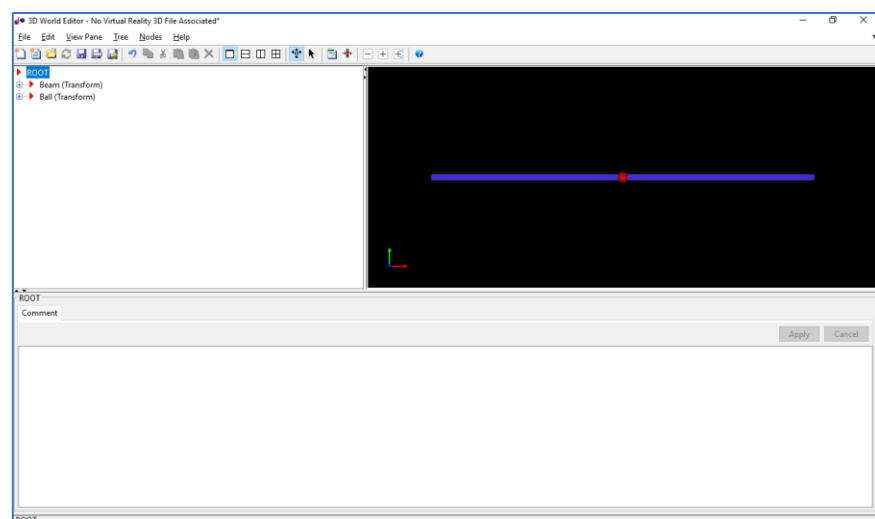 3D World Editor - No Virtual Reality 3D File Associated*
File Edit View Pane Tree Nodes Help
ROOT
Beam (Transform)
Ball (Transform)
ROOT
Comment
Apply Cancel
ROOT